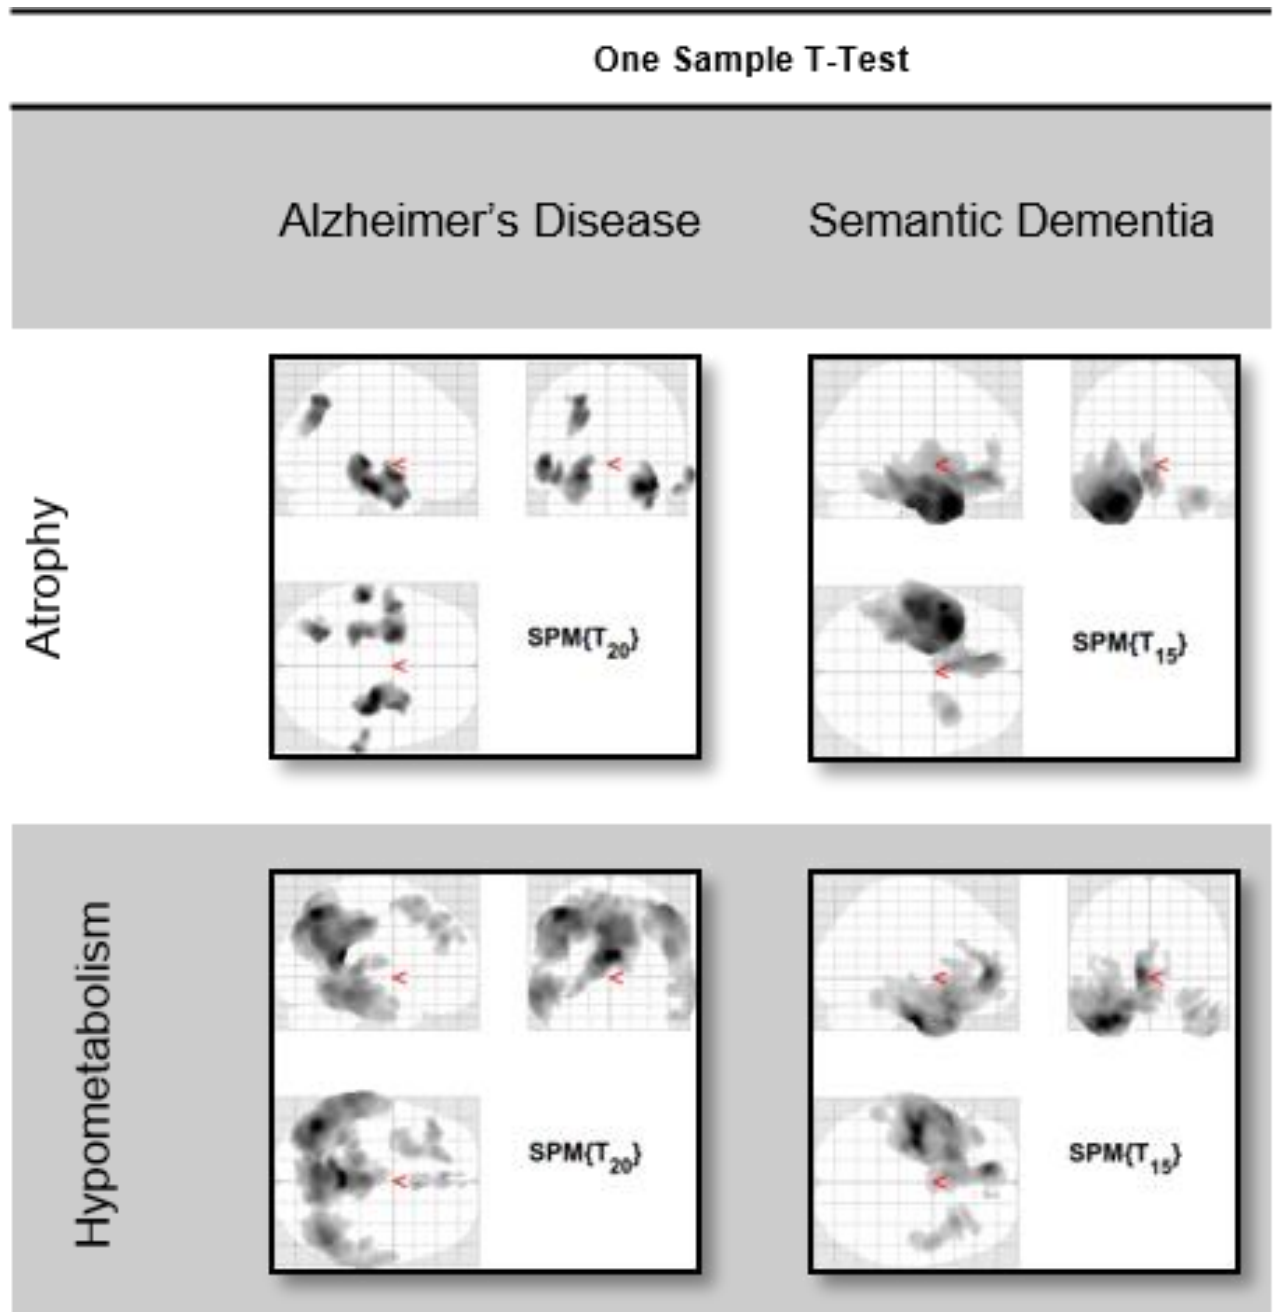 One Sample T-Test
Alzheimer’s Disease
Semantic Dementia
Atrophy
SPM{T20}
SPM{T15}
Hypometabolism
SPM{T20}
SPM{T15}